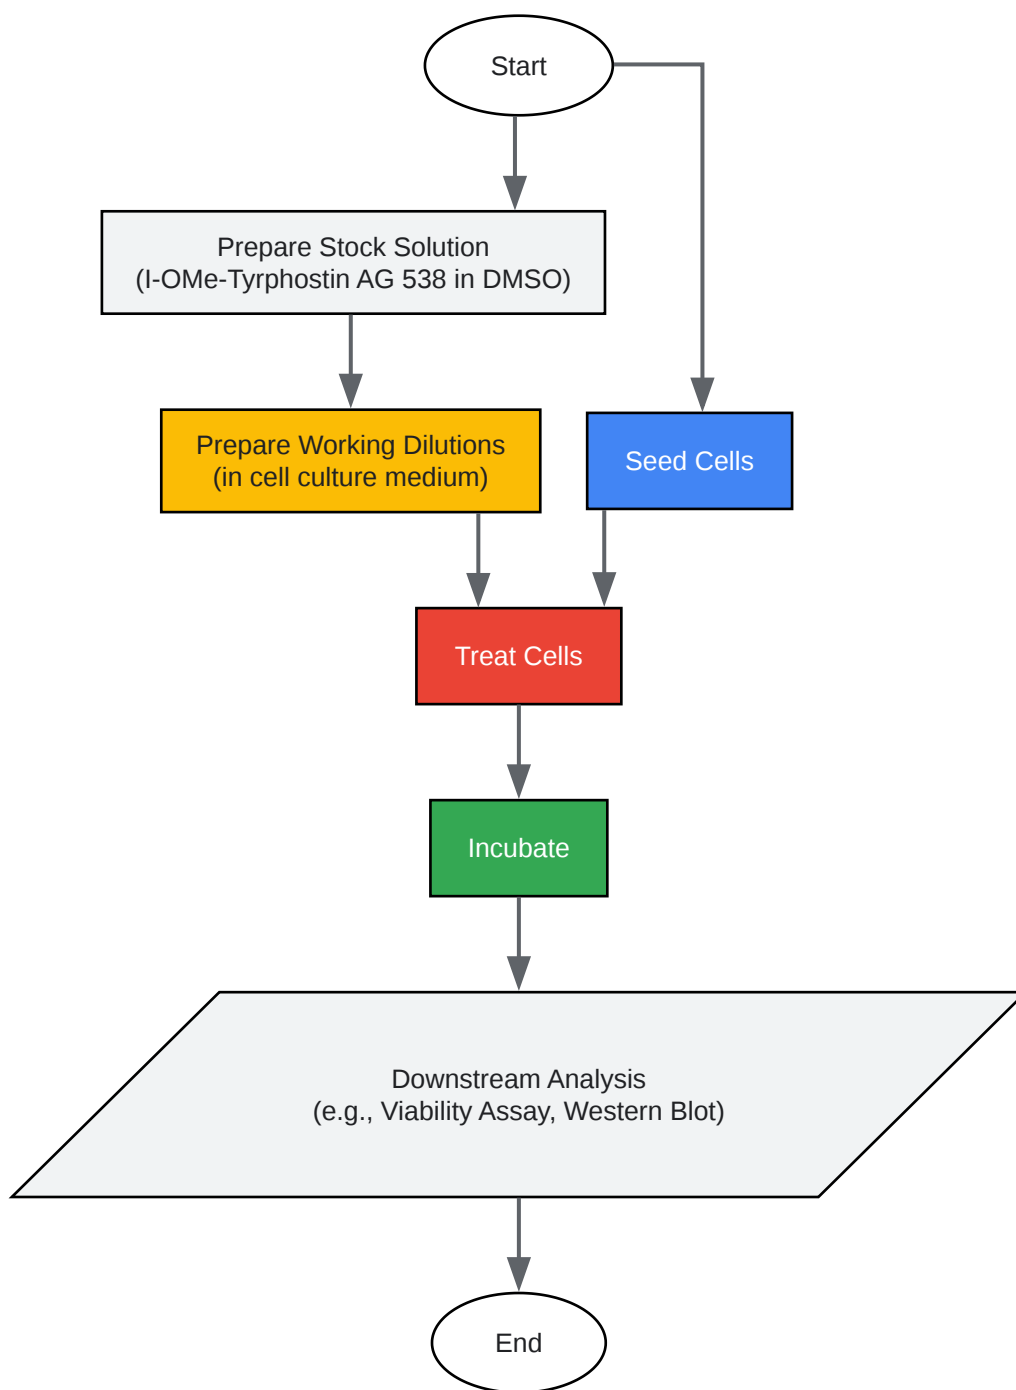 Start
Prepare Stock Solution
(I-OMe-Tyrphostin AG 538 in DMSO)
Prepare Working Dilutions
(in cell culture medium)
Seed Cells
Treat Cells
Incubate
Downstream Analysis
(e.g., Viability Assay, Western Blot)
End